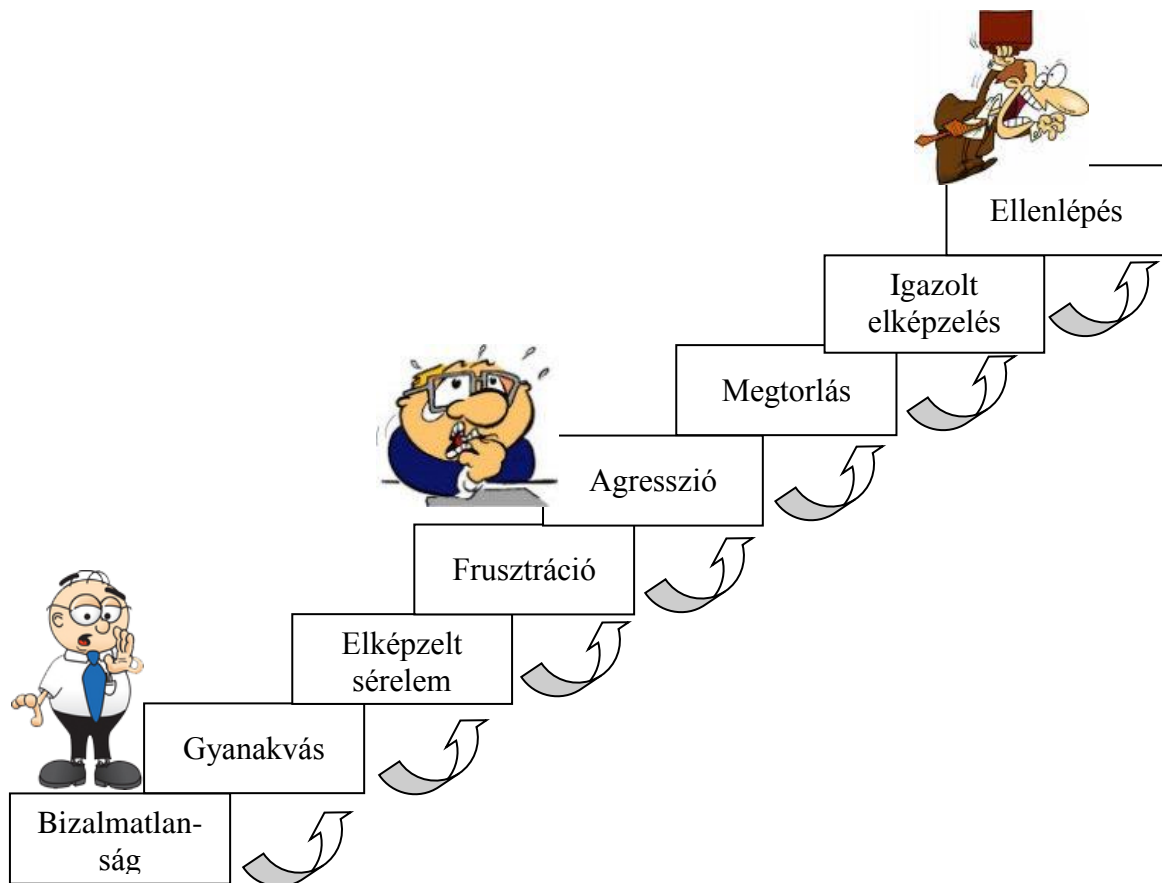 Ellenlépés
Igazolt
elképzelés
Megtorlás
Agresszió
Frusztráció
Elképzelt
sérelem
Gyanakvás
Bizalmatlan-
ság